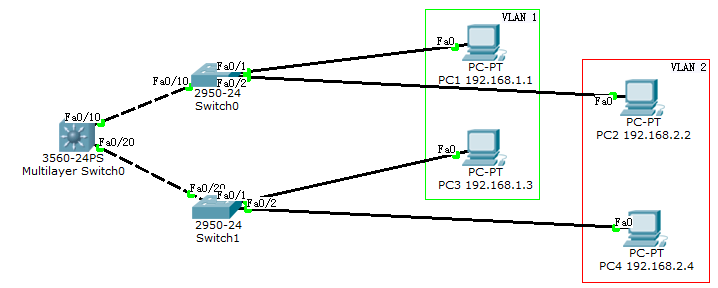 VLAN 1
Fa0
PC-PT
PC1 192.168.1.1
VLAN 2
Fa0/1
Fa0/2
Fa0/10
2950-24
Switch0
Fa0
PC-PT
PC2 192.168.2.2
Fa0/10
Fa0/20
3560-24PS
Multilayer Switch0
Fa0
PC-PT
PC3 192.168.1.3
Fa0/20
Fa0/1
Fa0/2
2950-24
Switch1
Fa0
PC-PT
PC4 192.168.2.4